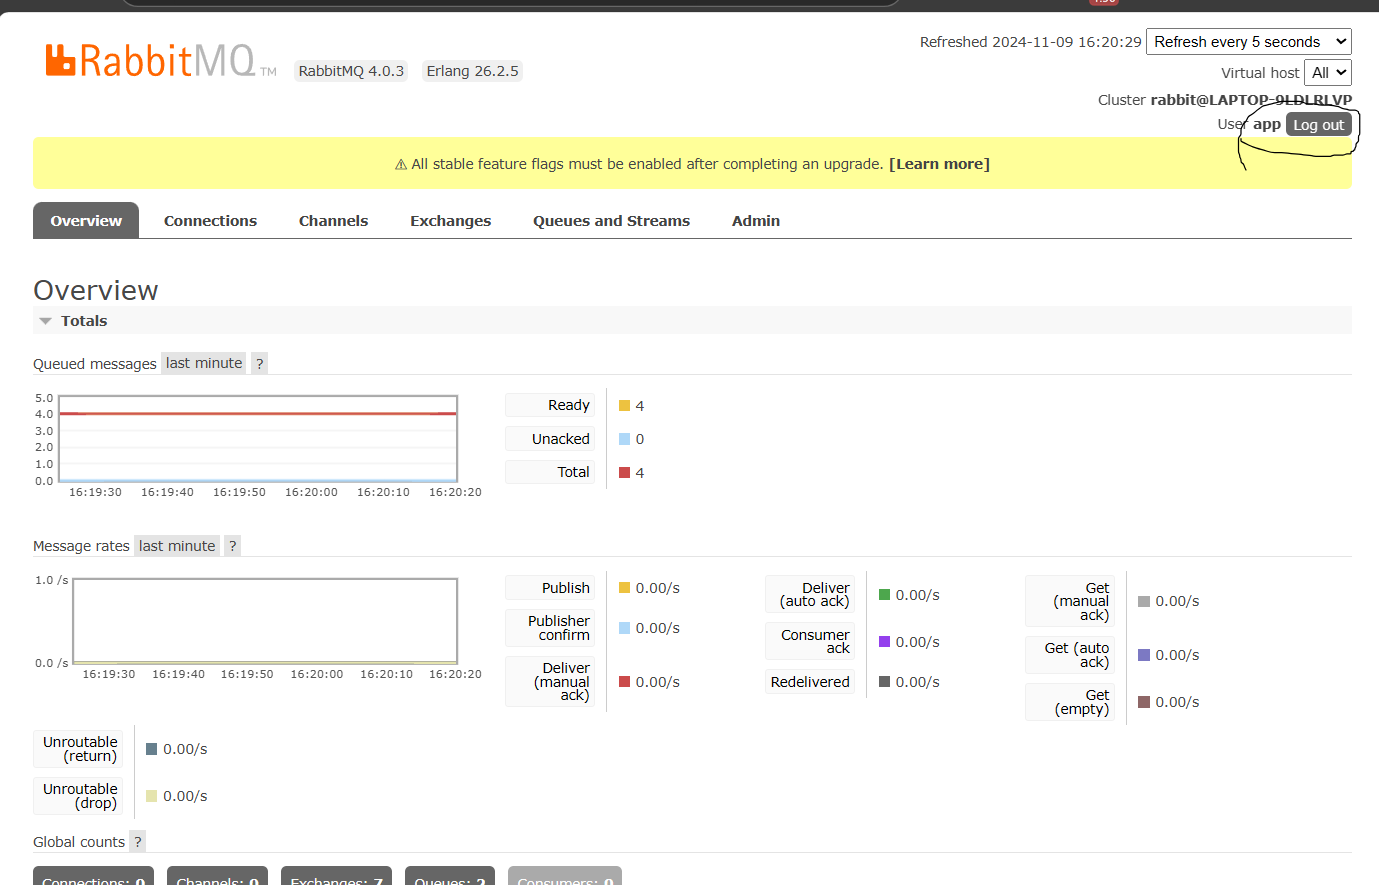 Refreshed 2024-11-09 16:20:29 Refresh every 5 seconds
RabbitMQ TM RabbitMQ 4.0.3 Erlang 26.2.5
Virtual host All
Cluster rabbit@LAPTOP-9LDLRLVP
User app Log out
⚠ All stable feature flags must be enabled after completing an upgrade. [Learn more]
Overview Connections Channels Exchanges Queues and Streams Admin
Overview
Totals
Queued messages last minute ?
5.0
4.0
3.0
2.0
1.0
0.0
16:19:30 16:19:40 16:19:50 16:20:00 16:20:10 16:20:20
Ready 4
Unacked 0
Total 4
Message rates last minute ?
1.0 /s
0.0 /s
16:19:30 16:19:40 16:19:50 16:20:00 16:20:10 16:20:20
Publish 0.00/s
Publisher
confirm 0.00/s
Deliver
(manual
ack) 0.00/s
Deliver
(auto ack) 0.00/s
Consumer
ack 0.00/s
Redelivered 0.00/s
Get
(manual
ack) 0.00/s
Get (auto
ack) 0.00/s
Get
(empty) 0.00/s
Unroutable
(return) 0.00/s
Unroutable
(drop) 0.00/s
Global counts ?
Connections: 0 Channels: 0 Exchanges: 7 Queues: 2 Consumers: 0